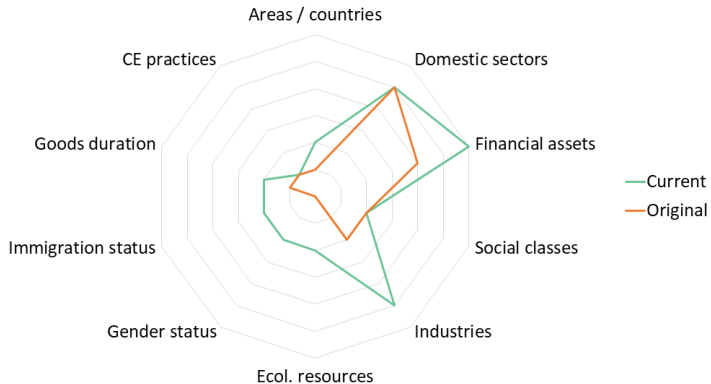 Areas / countries
CE practices
Domestic sectors
Goods duration
Financial assets
Current
Original
Immigration status
Social classes
Gender status
Industries
Ecol. resources